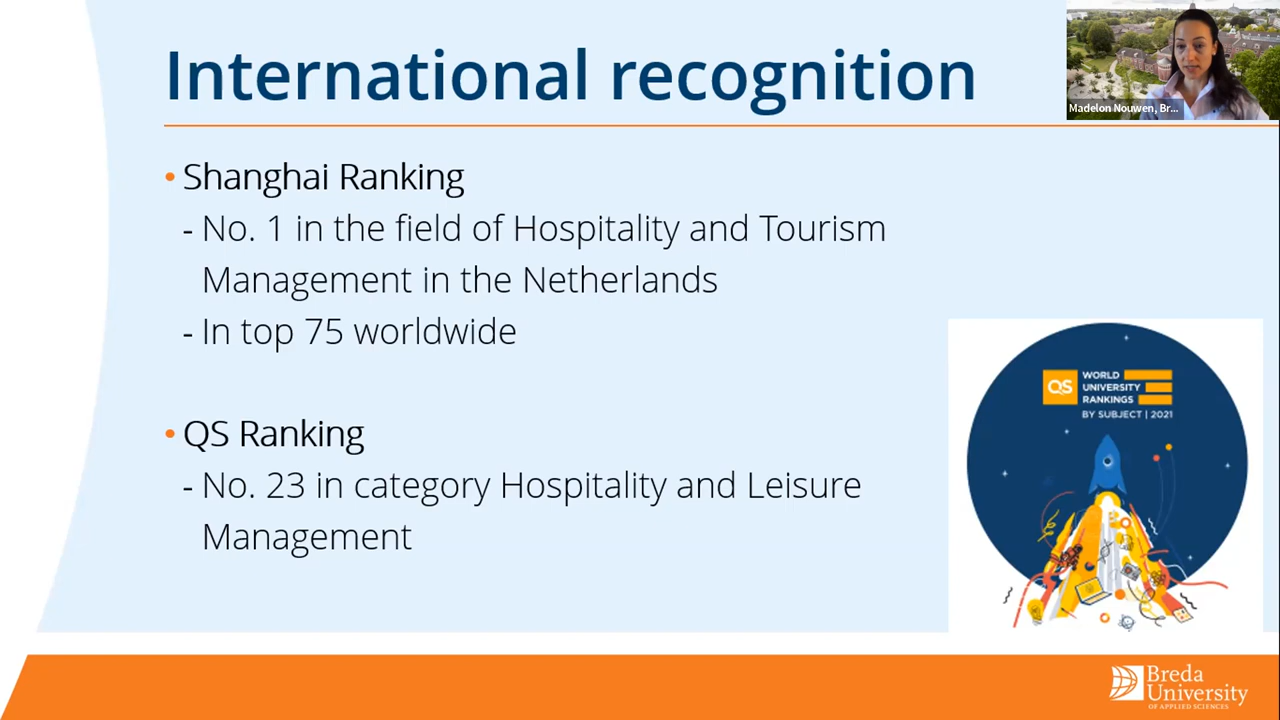 International recognition
Madelon Nouwen, Br...
• Shanghai Ranking
- No. 1 in the field of Hospitality and Tourism
Management in the Netherlands
- In top 75 worldwide
• QS Ranking
- No. 23 in category Hospitality and Leisure
Management
QS
WORLD
UNIVERSITY
RANKINGS
BY SUBJECT | 2021
Breda
University
OF APPLIED SCIENCES